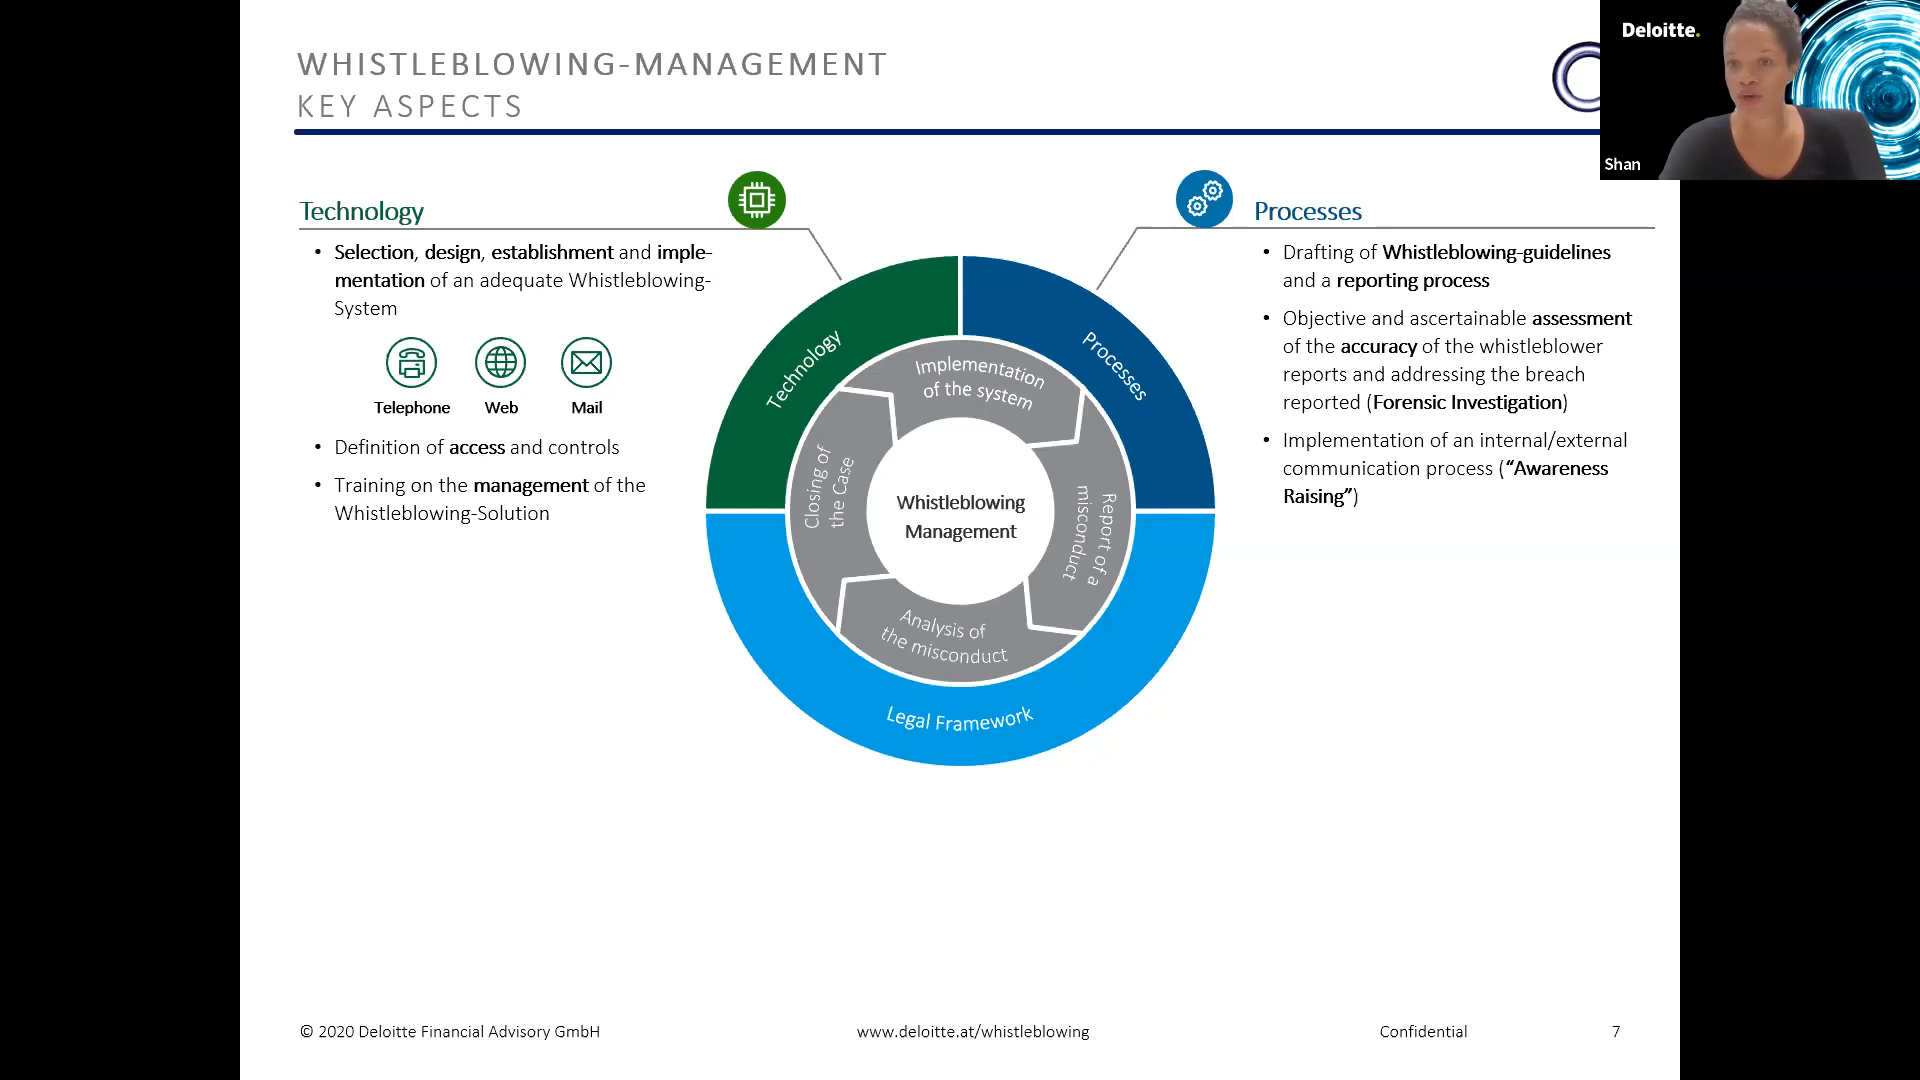 WHISTLEBLOWING-MANAGEMENT
KEY ASPECTS
Deloitte.
Shan
Technology
• Selection, design, establishment and imple-
mentation of an adequate Whistleblowing-
System
Telephone
Web
Mail
• Definition of access and controls
• Training on the management of the
Whistleblowing-Solution
Processes
• Drafting of Whistleblowing-guidelines
and a reporting process
• Objective and ascertainable assessment
of the accuracy of the whistleblower
reports and addressing the breach
reported (Forensic Investigation)
• Implementation of an internal/external
communication process (“Awareness
Raising”)
Technology
Processes
Legal Framework
Implementation
of the system
Report of a
misconduct
Analysis of
the misconduct
Closing of
the Case
Whistleblowing
Management
© 2020 Deloitte Financial Advisory GmbH
www.deloitte.at/whistleblowing
Confidential
7